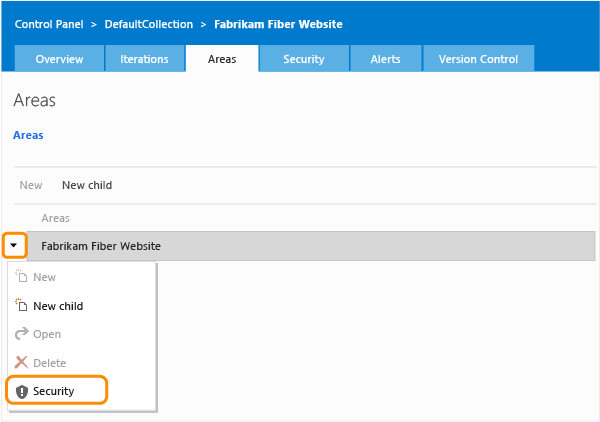 Control Panel > DefaultCollection > Fabrikam Fiber Website
Overview Iterations Areas Security Alerts Version Control
Areas
Areas
New New child
Areas
Fabrikam Fiber Website
New
New child
Open
Delete
Security